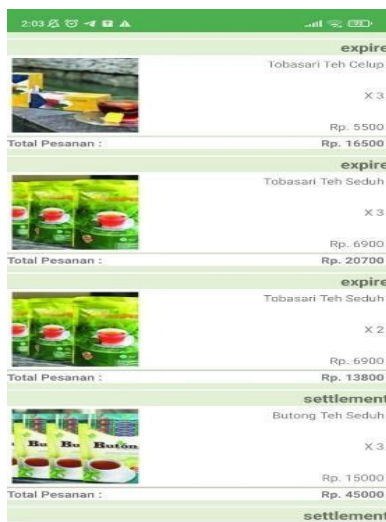 2:03
expire
Tobasari Teh Celup
X 3
Rp. 5500
Total Pesanan : Rp. 16500
expire
Tobasari Teh Seduh
X 3
Rp. 6900
Total Pesanan : Rp. 20700
expire
Tobasari Teh Seduh
X 2
Rp. 6900
Total Pesanan : Rp. 13800
settlement
Butong Teh Seduh
X 3
Rp. 15000
Total Pesanan : Rp. 45000
settlement